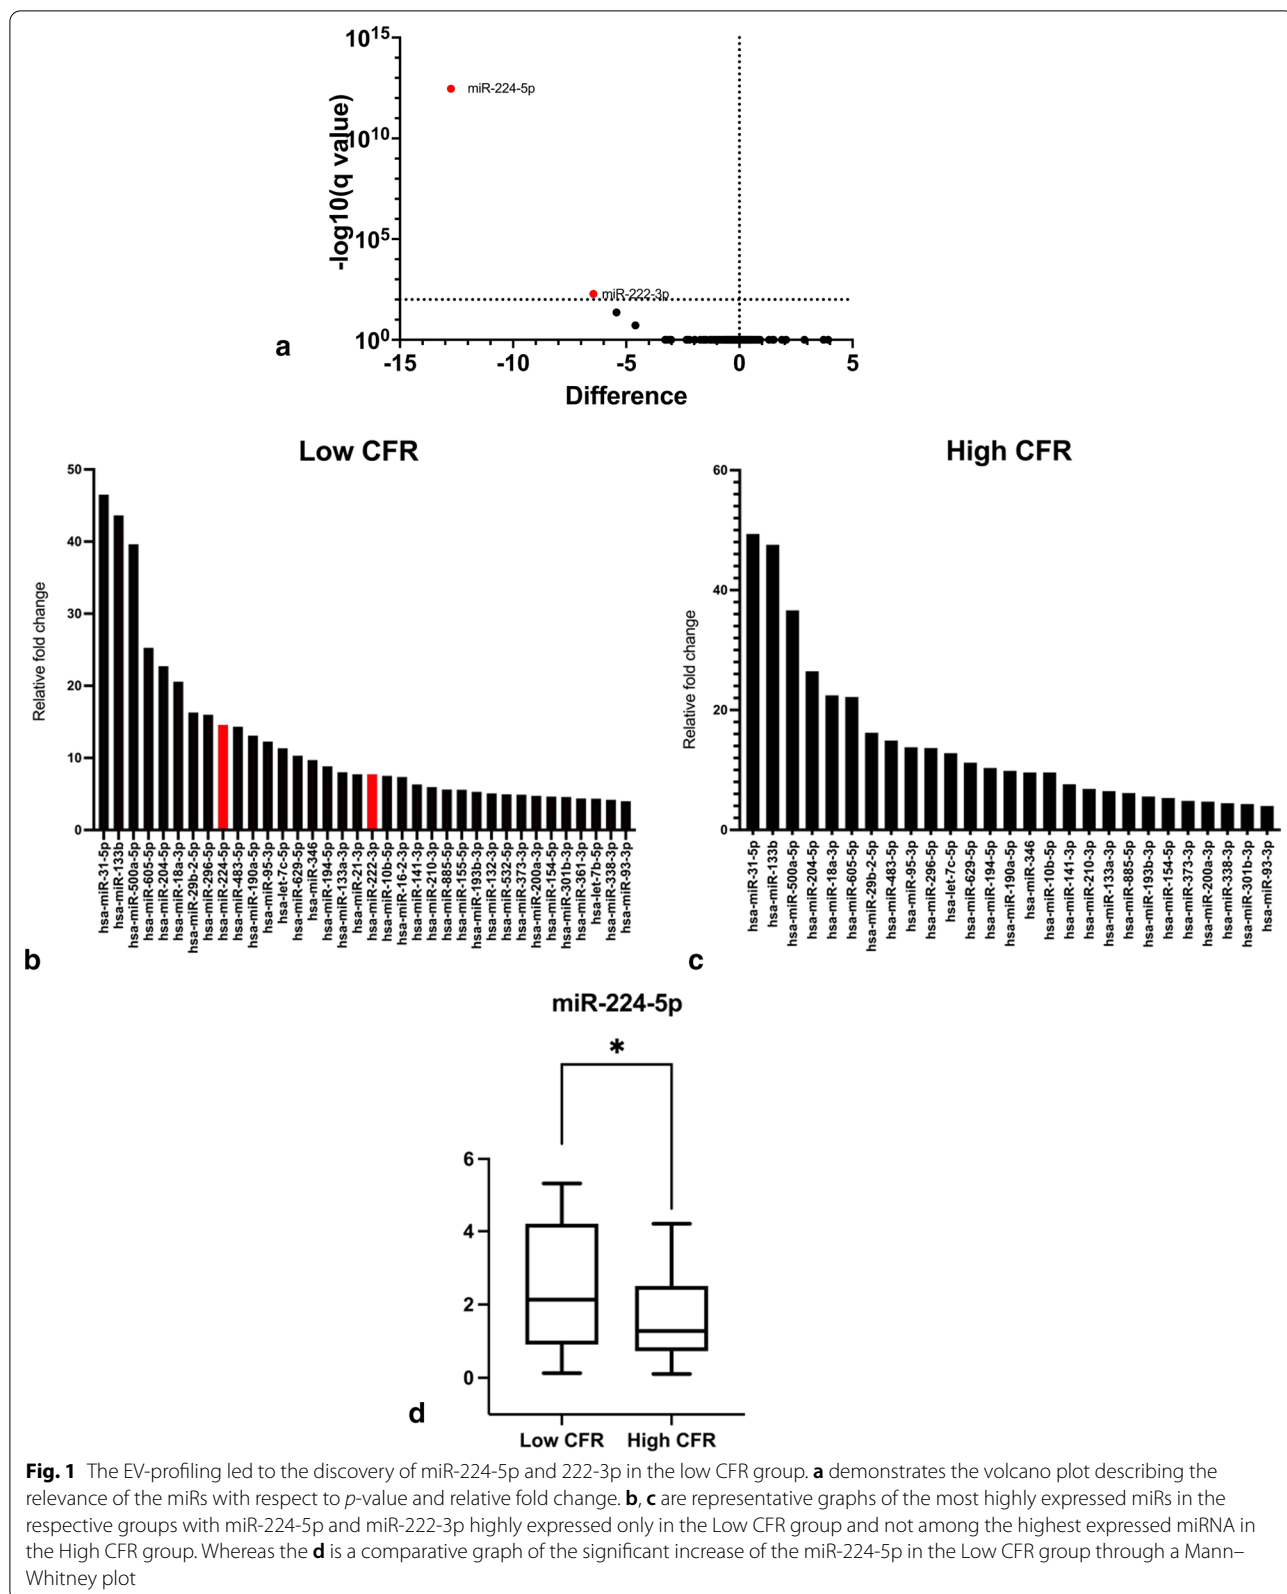 10^15
10^10
10^5
10^0
-log10(q value)
miR-224-5p
miR-222-3p
-15 -10 -5 0 5
Difference
a
Low CFR
50
40
30
20
10
0
Relative fold change
hsa-miR-31-5p
hsa-miR-133b
hsa-miR-500a-5p
hsa-miR-605-5p
hsa-miR-204-5p
hsa-miR-18a-3p
hsa-miR-29b-2-5p
hsa-miR-296-5p
hsa-miR-224-5p
hsa-miR-483-5p
hsa-miR-190a-5p
hsa-miR-95-3p
hsa-let-7c-5p
hsa-miR-629-5p
hsa-miR-346
hsa-miR-194-5p
hsa-miR-133a-3p
hsa-miR-21-3p
hsa-miR-222-3p
hsa-miR-10b-5p
hsa-miR-16-2-3p
hsa-miR-141-3p
hsa-miR-210-3p
hsa-miR-885-5p
hsa-miR-155-5p
hsa-miR-193b-3p
hsa-miR-132-3p
hsa-miR-532-5p
hsa-miR-373-3p
hsa-miR-200a-3p
hsa-miR-154-5p
hsa-miR-301b-3p
hsa-miR-361-3p
hsa-let-7b-5p
hsa-miR-338-3p
hsa-miR-93-3p
b
High CFR
60
40
20
0
Relative fold change
hsa-miR-31-5p
hsa-miR-133b
hsa-miR-500a-5p
hsa-miR-204-5p
hsa-miR-18a-3p
hsa-miR-605-5p
hsa-miR-29b-2-5p
hsa-miR-483-5p
hsa-miR-95-3p
hsa-miR-296-5p
hsa-let-7c-5p
hsa-miR-629-5p
hsa-miR-194-5p
hsa-miR-190a-5p
hsa-miR-346
hsa-miR-10b-5p
hsa-miR-141-3p
hsa-miR-210-3p
hsa-miR-133a-3p
hsa-miR-885-5p
hsa-miR-193b-3p
hsa-miR-154-5p
hsa-miR-373-3p
hsa-miR-200a-3p
hsa-miR-338-3p
hsa-miR-301b-3p
hsa-miR-93-3p
c
miR-224-5p
*
6
4
2
0
Low CFR High CFR
d
Fig. 1 The EV-profiling led to the discovery of miR-224-5p and 222-3p in the low CFR group. a demonstrates the volcano plot describing the
relevance of the miRs with respect to p-value and relative fold change. b, c are representative graphs of the most highly expressed miRs in the
respective groups with miR-224-5p and miR-222-3p highly expressed only in the Low CFR group and not among the highest expressed miRNA in
the High CFR group. Whereas the d is a comparative graph of the significant increase of the miR-224-5p in the Low CFR group through a Mann–
Whitney plot